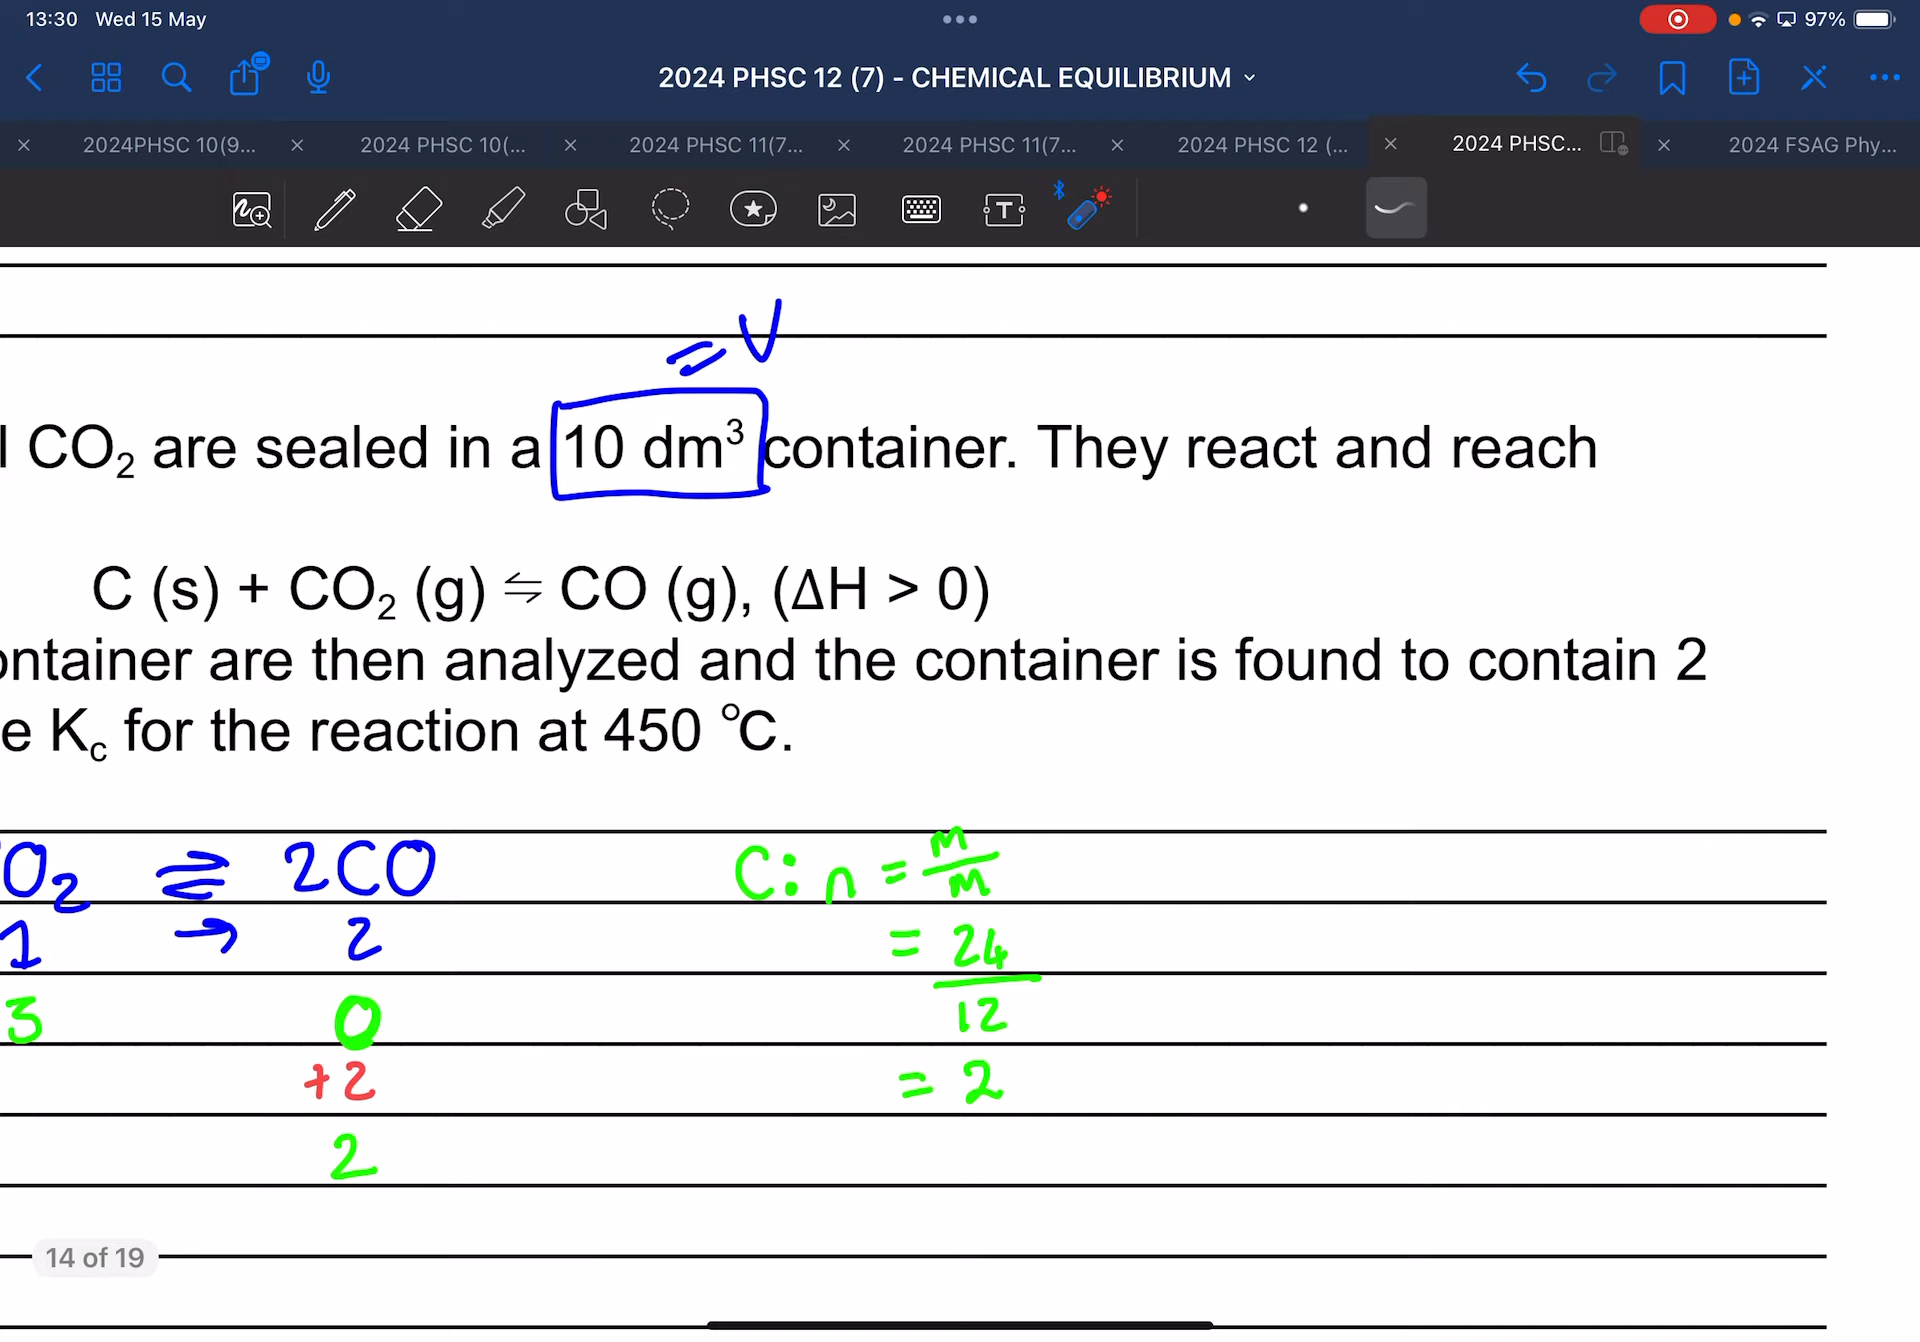 13:30 Wed 15 May
97%
2024 PHSC 12 (7) - CHEMICAL EQUILIBRIUM
2024PHSC 10(9... 2024 PHSC 10(... 2024 PHSC 11(7... 2024 PHSC 11(7... 2024 PHSC 12 (... 2024 PHSC... 2024 FSAG Phy...
= V
l CO₂ are sealed in a 10 dm³ container. They react and reach
C (s) + CO₂ (g) ⇋ CO (g), (ΔH > 0)
ontainer are then analyzed and the container is found to contain 2
e Kc for the reaction at 450 °C.
O₂ ⇌ 2CO
1 → 2
3 0
+2
2
C: n = m/M
= 24/12
= 2
14 of 19